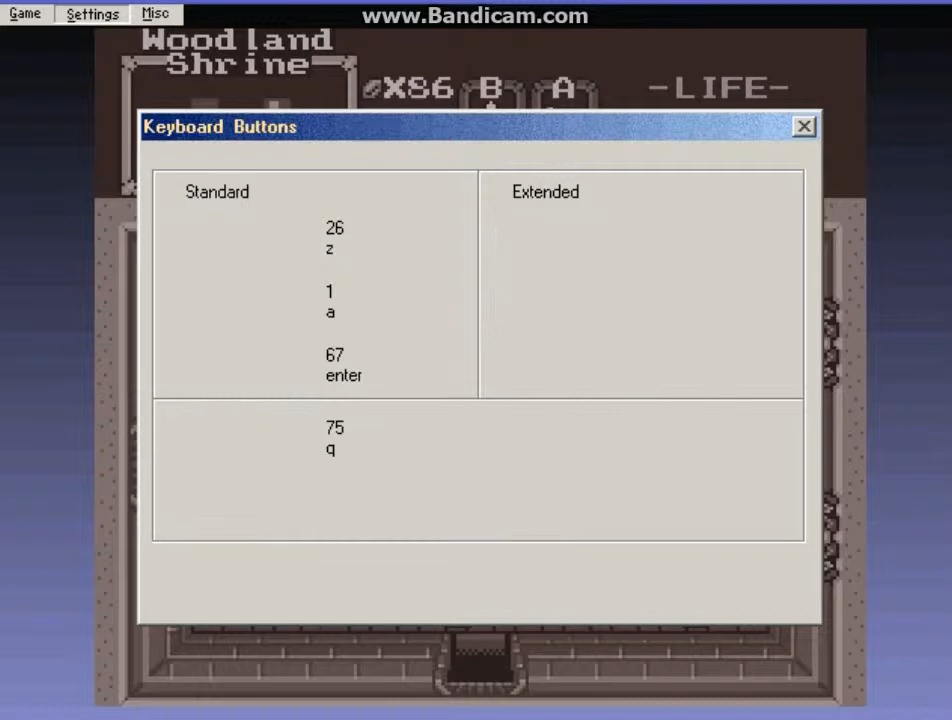 www.Bandicam.com
Game Settings Misc
Woodland
Shrine
X86 B A -LIFE-
Keyboard Buttons
Standard
26
z
1
a
67
enter
Extended
75
q